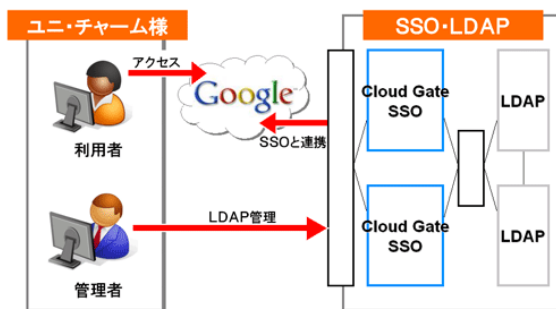 ユニ・チャーム様
SSO・LDAP
アクセス
Google
SSOと連携
利用者
LDAP管理
管理者
Cloud Gate
SSO
LDAP
Cloud Gate
SSO
LDAP